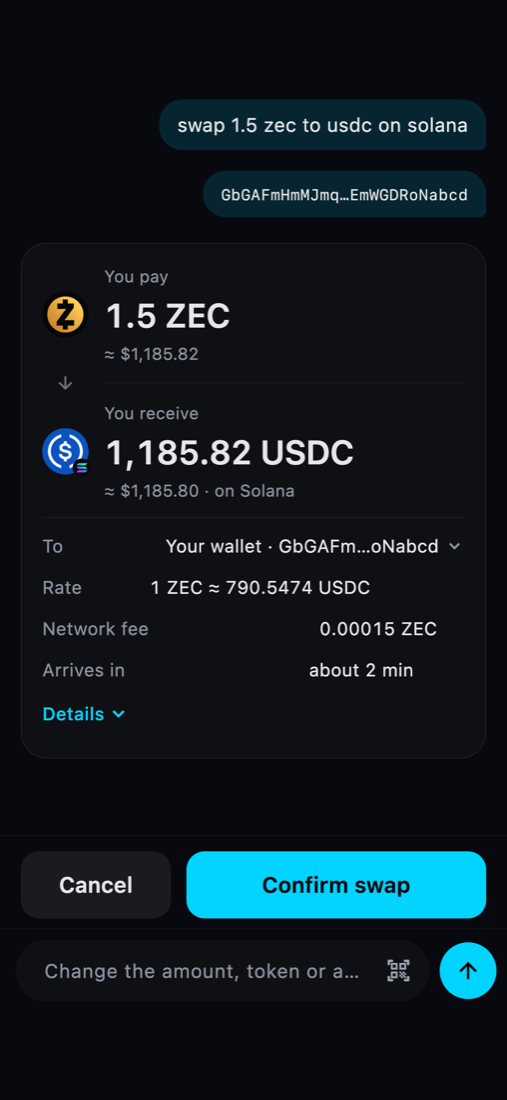 swap 1.5 zec to usdc on solana
GbGAFmHmMJmq…EmWGDRoNabcd
You pay
1.5 ZEC
≈ $1,185.82
You receive
1,185.82 USDC
≈ $1,185.80 · on Solana
To Your wallet · GbGAFm…oNabcd
Rate 1 ZEC ≈ 790.5474 USDC
Network fee 0.00015 ZEC
Arrives in about 2 min
Details
Cancel Confirm swap
Change the amount, token or a…